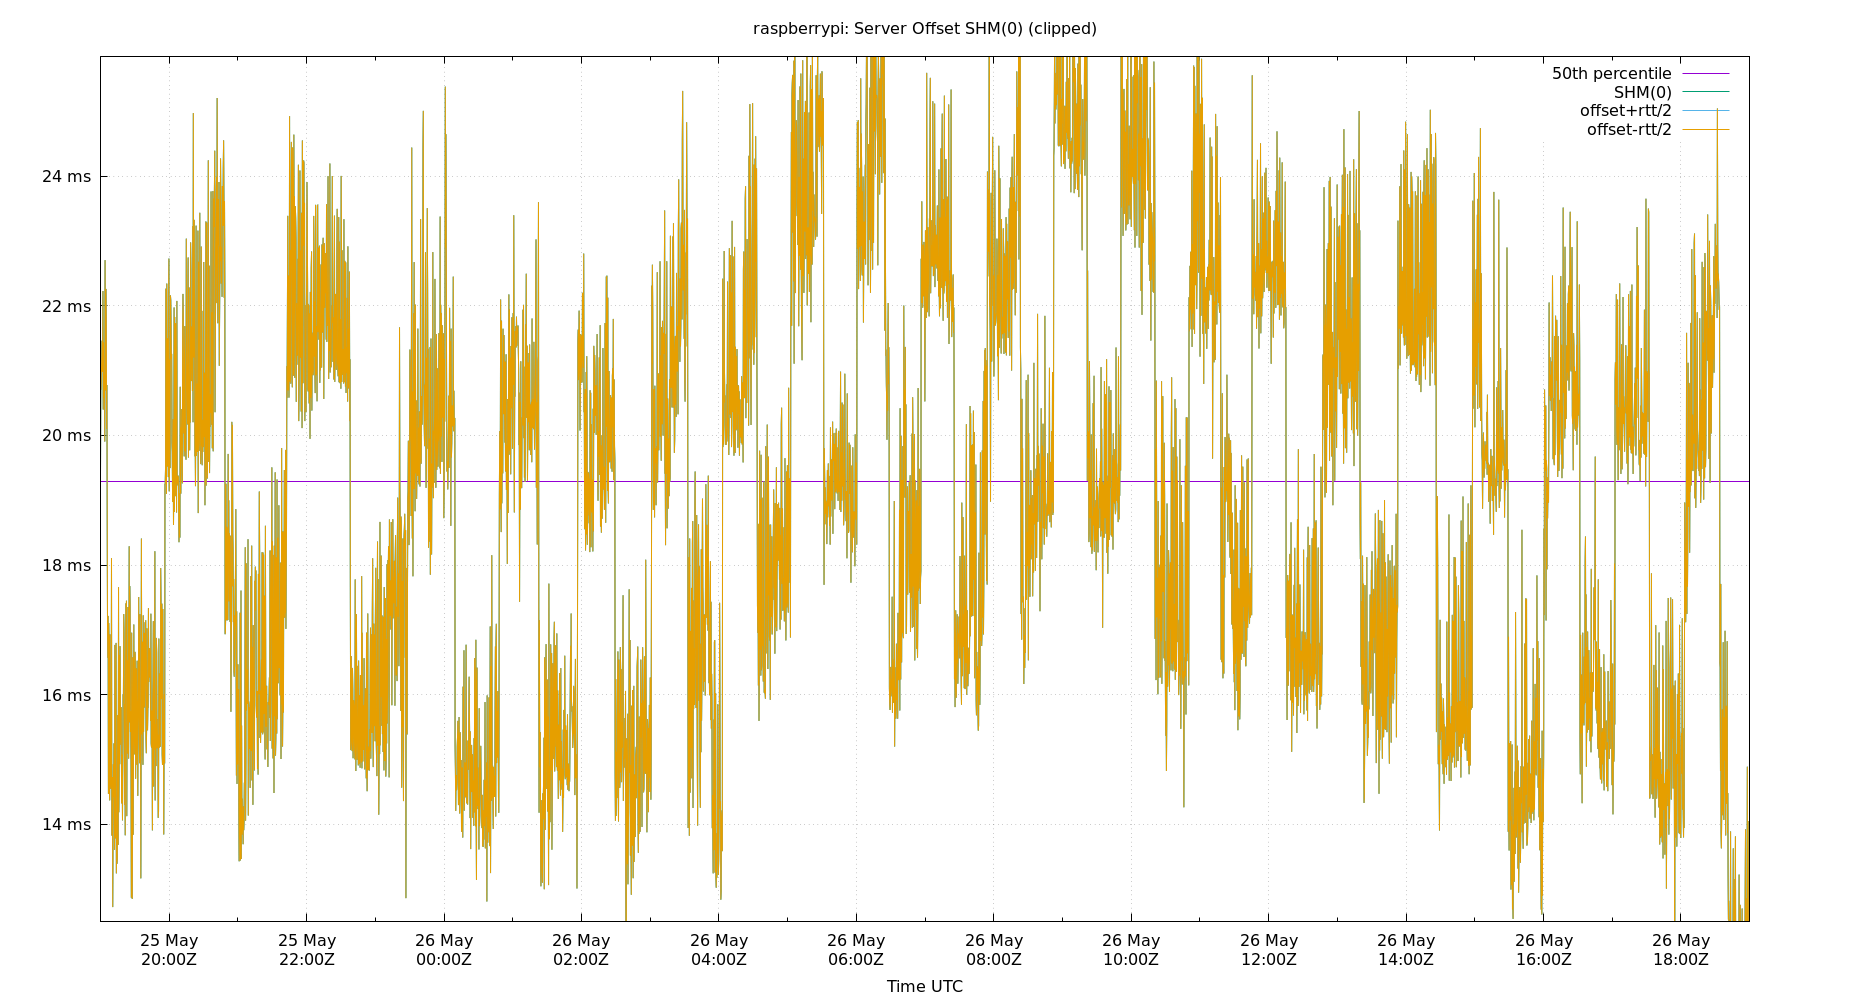 raspberrypi: Server Offset SHM(0) (clipped)
50th percentile
SHM(0)
offset+rtt/2
offset-rtt/2
24 ms
22 ms
20 ms
18 ms
16 ms
14 ms
25 May 25 May 26 May 26 May 26 May 26 May 26 May 26 May 26 May 26 May 26 May 26 May
20:00Z 22:00Z 00:00Z 02:00Z 04:00Z 06:00Z 08:00Z 10:00Z 12:00Z 14:00Z 16:00Z 18:00Z
Time UTC